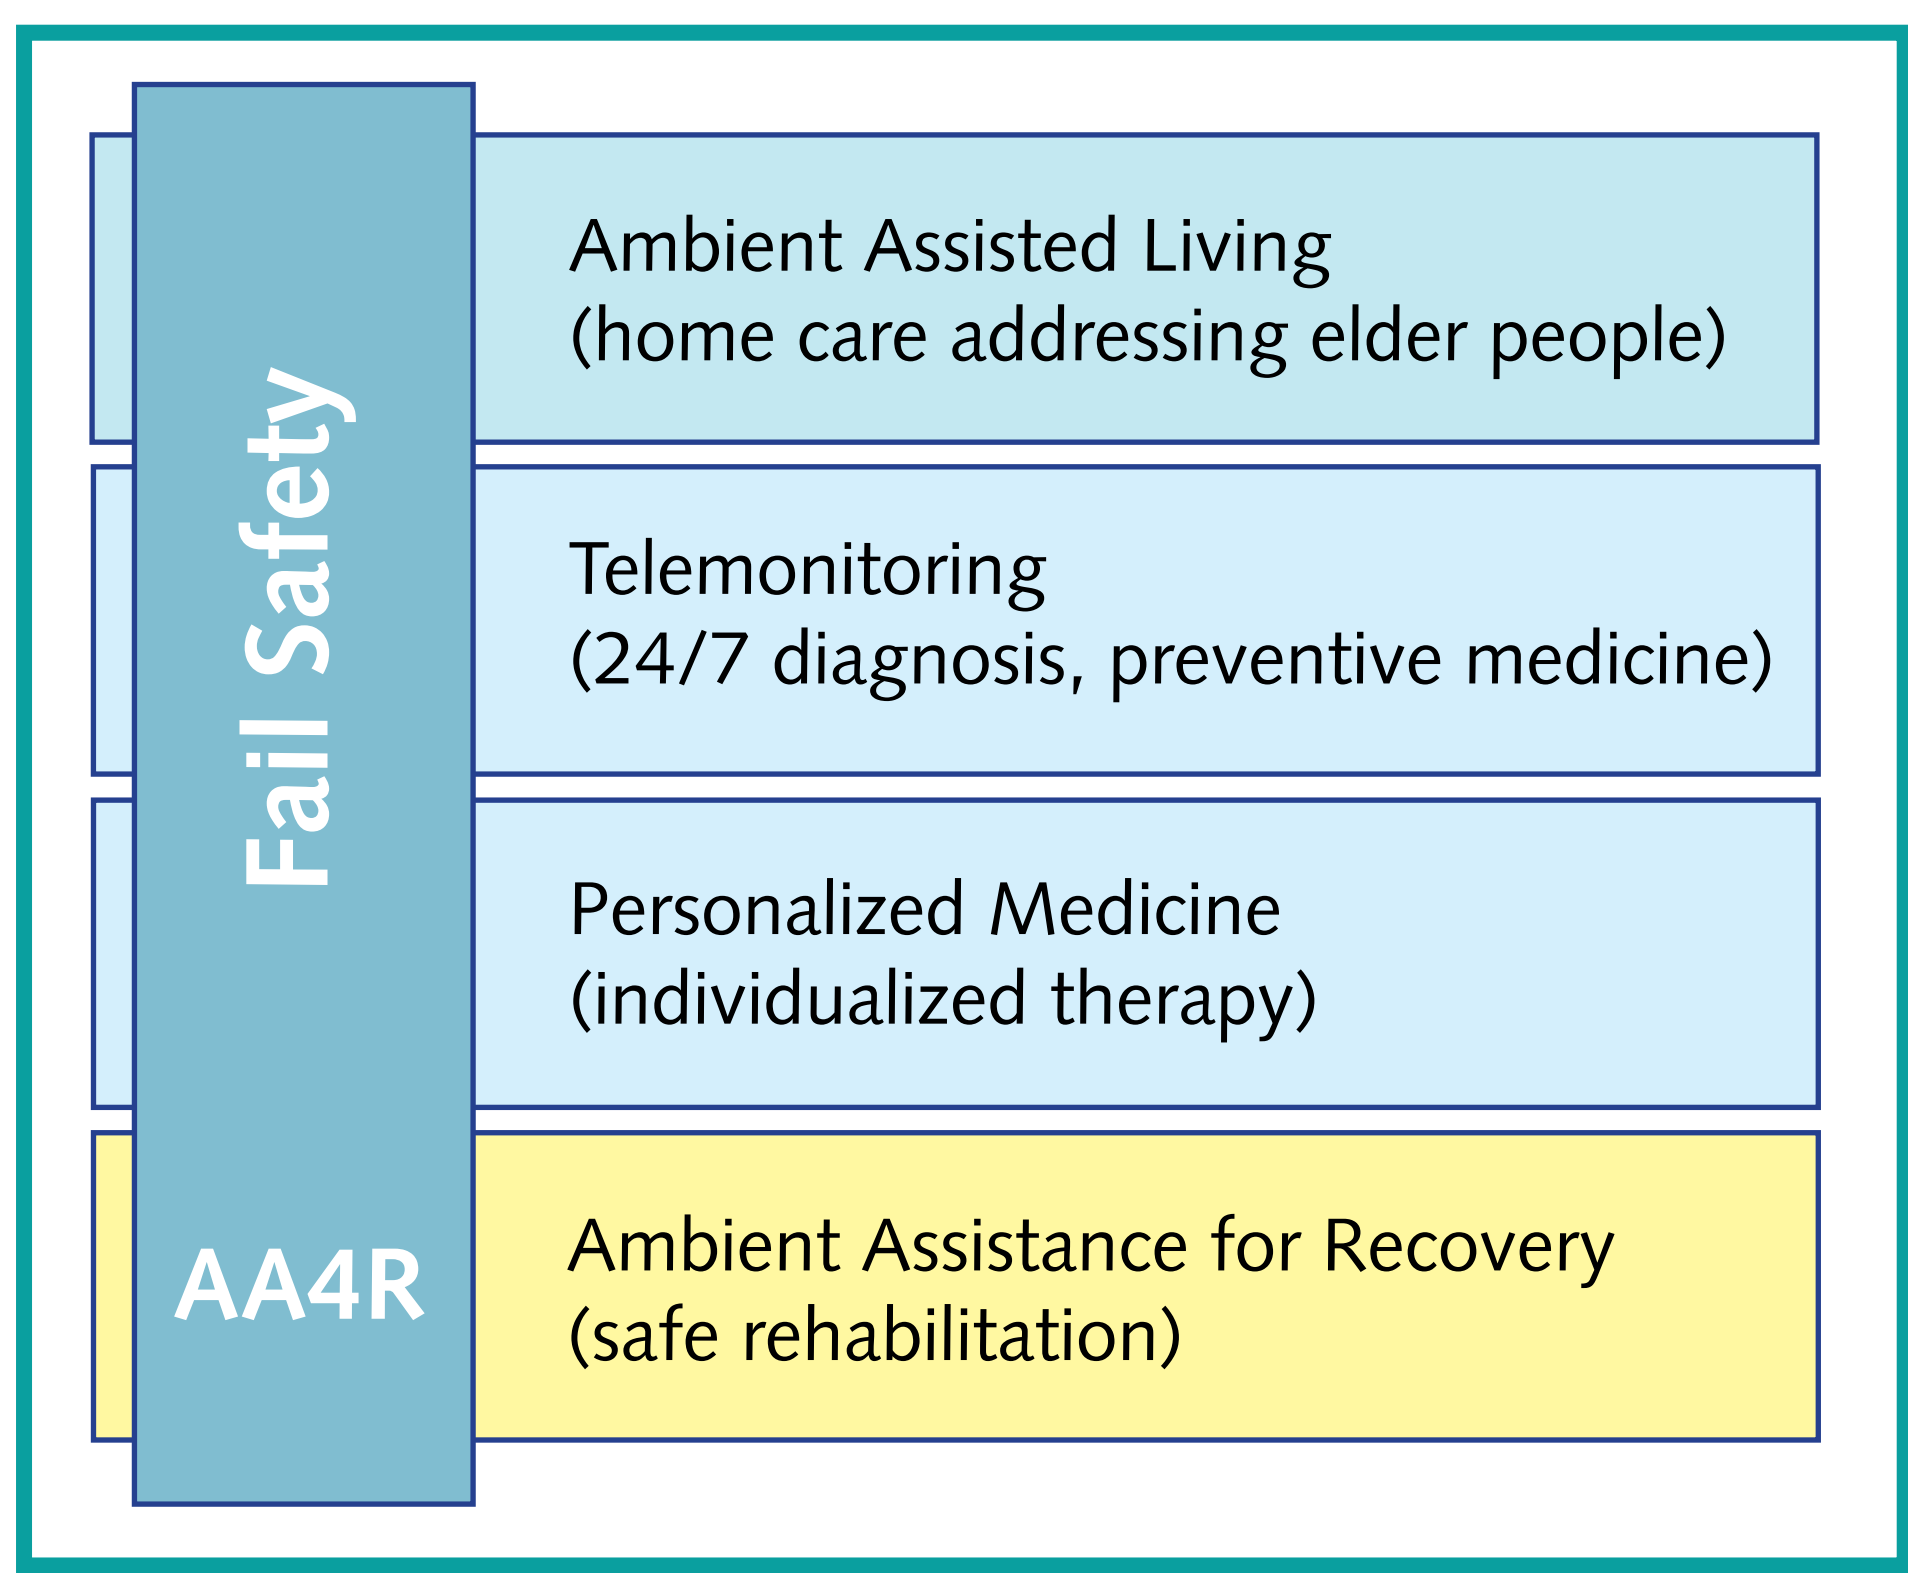 Fail Safety
Ambient Assisted Living
(home care addressing elder people)
Telemonitoring
(24/7 diagnosis, preventive medicine)
Personalized Medicine
(individualized therapy)
AA4R
Ambient Assistance for Recovery
(safe rehabilitation)